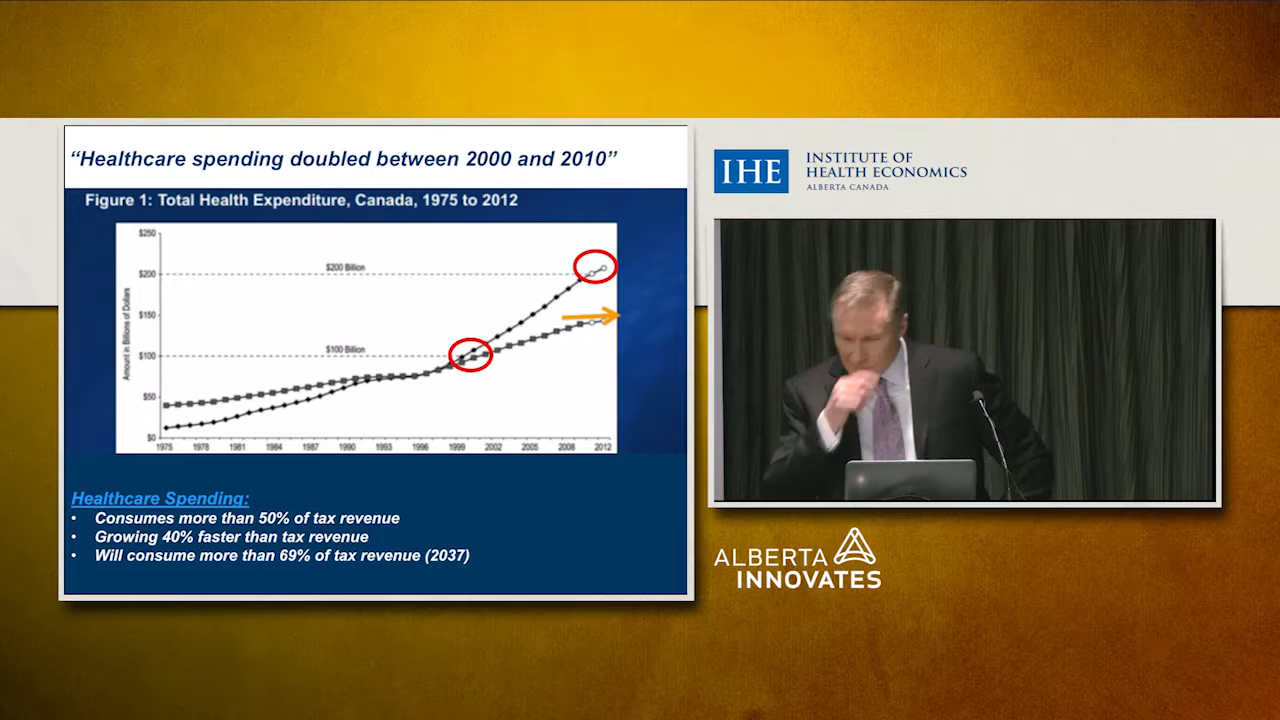 “Healthcare spending doubled between 2000 and 2010”
Figure 1: Total Health Expenditure, Canada, 1975 to 2012
Amount in Billions of Dollars
$250
$200
$150
$100
$50
$0
$200 Billion
$100 Billion
1975 1978 1981 1984 1987 1990 1993 1996 1999 2002 2005 2008 2012
Healthcare Spending:
• Consumes more than 50% of tax revenue
• Growing 40% faster than tax revenue
• Will consume more than 69% of tax revenue (2037)
IHE
INSTITUTE OF
HEALTH ECONOMICS
ALBERTA CANADA
ALBERTA
INNOVATES